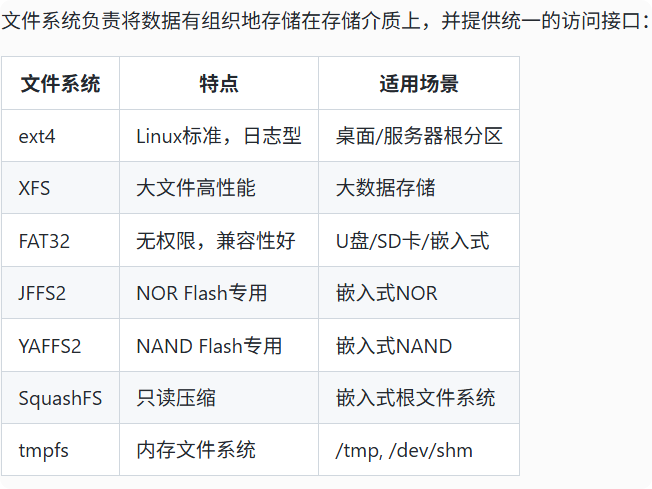 文件系统负责将数据有组织地存储在存储介质上，并提供统一的访问接口：
文件系统 特点 适用场景
ext4 Linux标准，日志型 桌面/服务器根分区
XFS 大文件高性能 大数据存储
FAT32 无权限，兼容性好 U盘/SD卡/嵌入式
JFFS2 NOR Flash专用 嵌入式NOR
YAFFS2 NAND Flash专用 嵌入式NAND
SquashFS 只读压缩 嵌入式根文件系统
tmpfs 内存文件系统 /tmp, /dev/shm